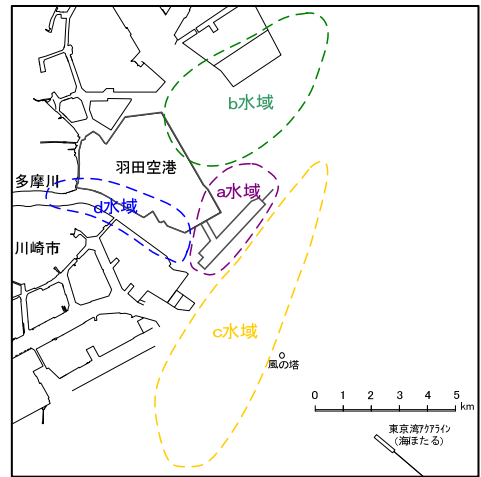 b水域
羽田空港
多摩川
a水域
d水域
川崎市
c水域
風の塔
0 1 2 3 4 5
km
東京湾ｱｸｱﾗｲﾝ
(海ほたる)